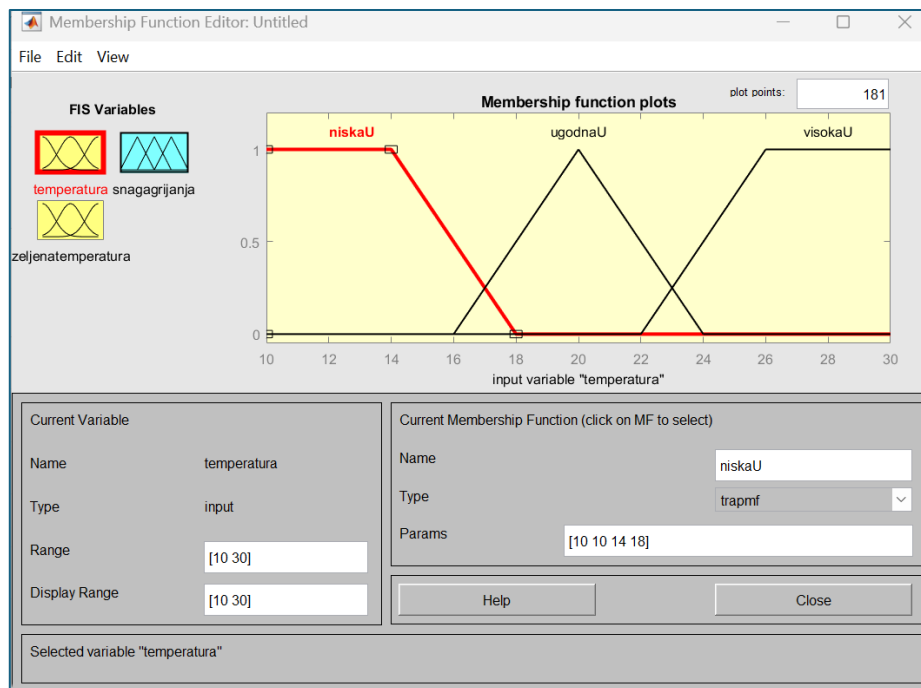 Membership Function Editor: Untitled
File Edit View
FIS Variables
temperatura snagagrijanja
zeljenatemperatura
Membership function plots
plot points: 181
niskaU ugodnaU visokaU
1
0.5
0
10 12 14 16 18 20 22 24 26 28 30
input variable "temperatura"
Current Variable
Name temperatura
Type input
Range [10 30]
Display Range [10 30]
Current Membership Function (click on MF to select)
Name niskaU
Type trapmf
Params [10 10 14 18]
Help Close
Selected variable "temperatura"